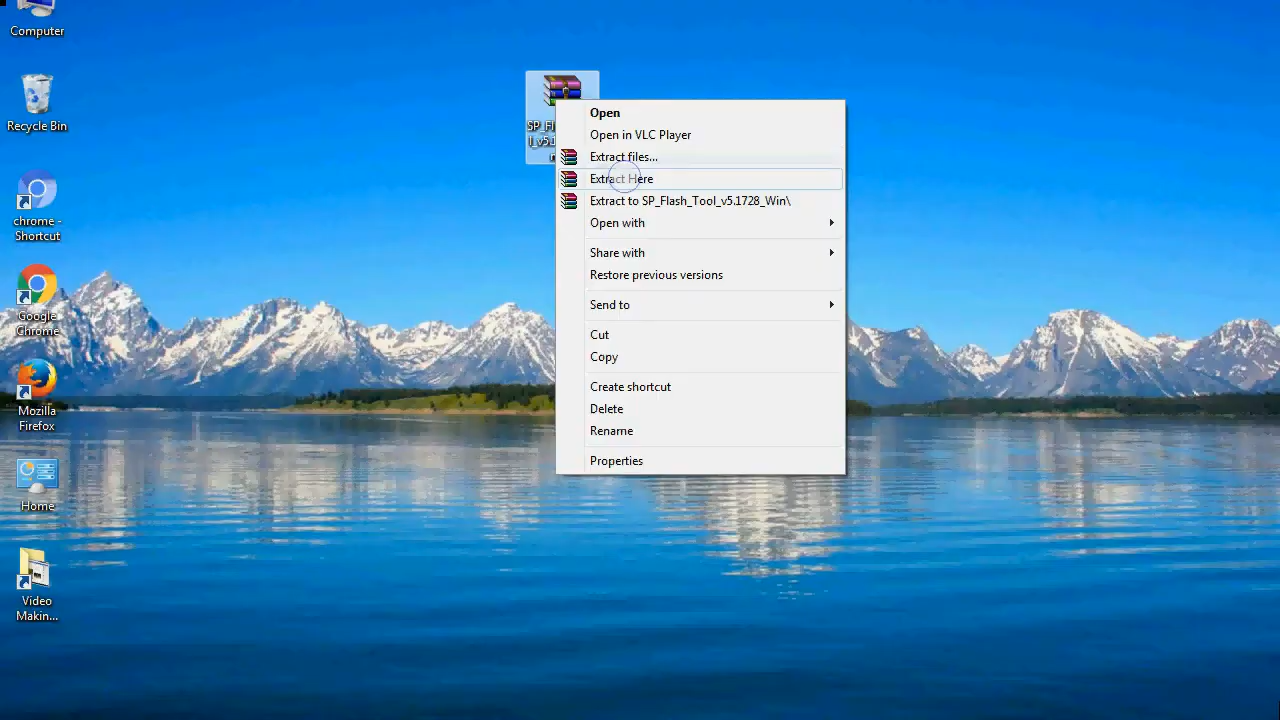 Computer
Recycle Bin
chrome -
Shortcut
Google
Chrome
Mozilla
Firefox
Home
Video
Makin...
SP_Fl
l_v5.1
Open
Open in VLC Player
Extract files...
Extract Here
Extract to SP_Flash_Tool_v5.1728_Win\
Open with
Share with
Restore previous versions
Send to
Cut
Copy
Create shortcut
Delete
Rename
Properties